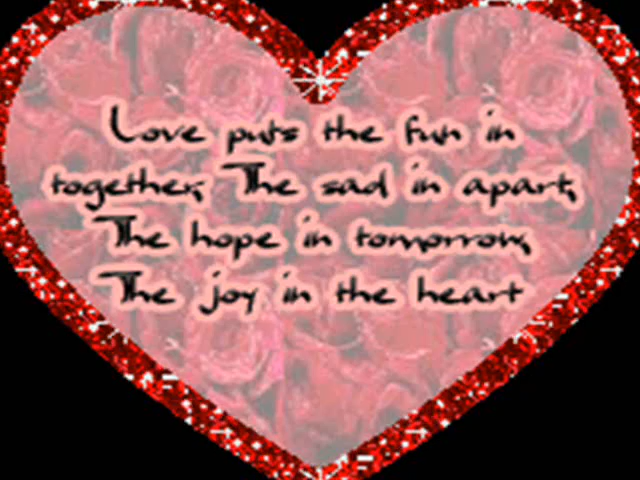 Love puts the fun in
together, The sad in apart,
The hope in tomorrow,
The joy in the heart